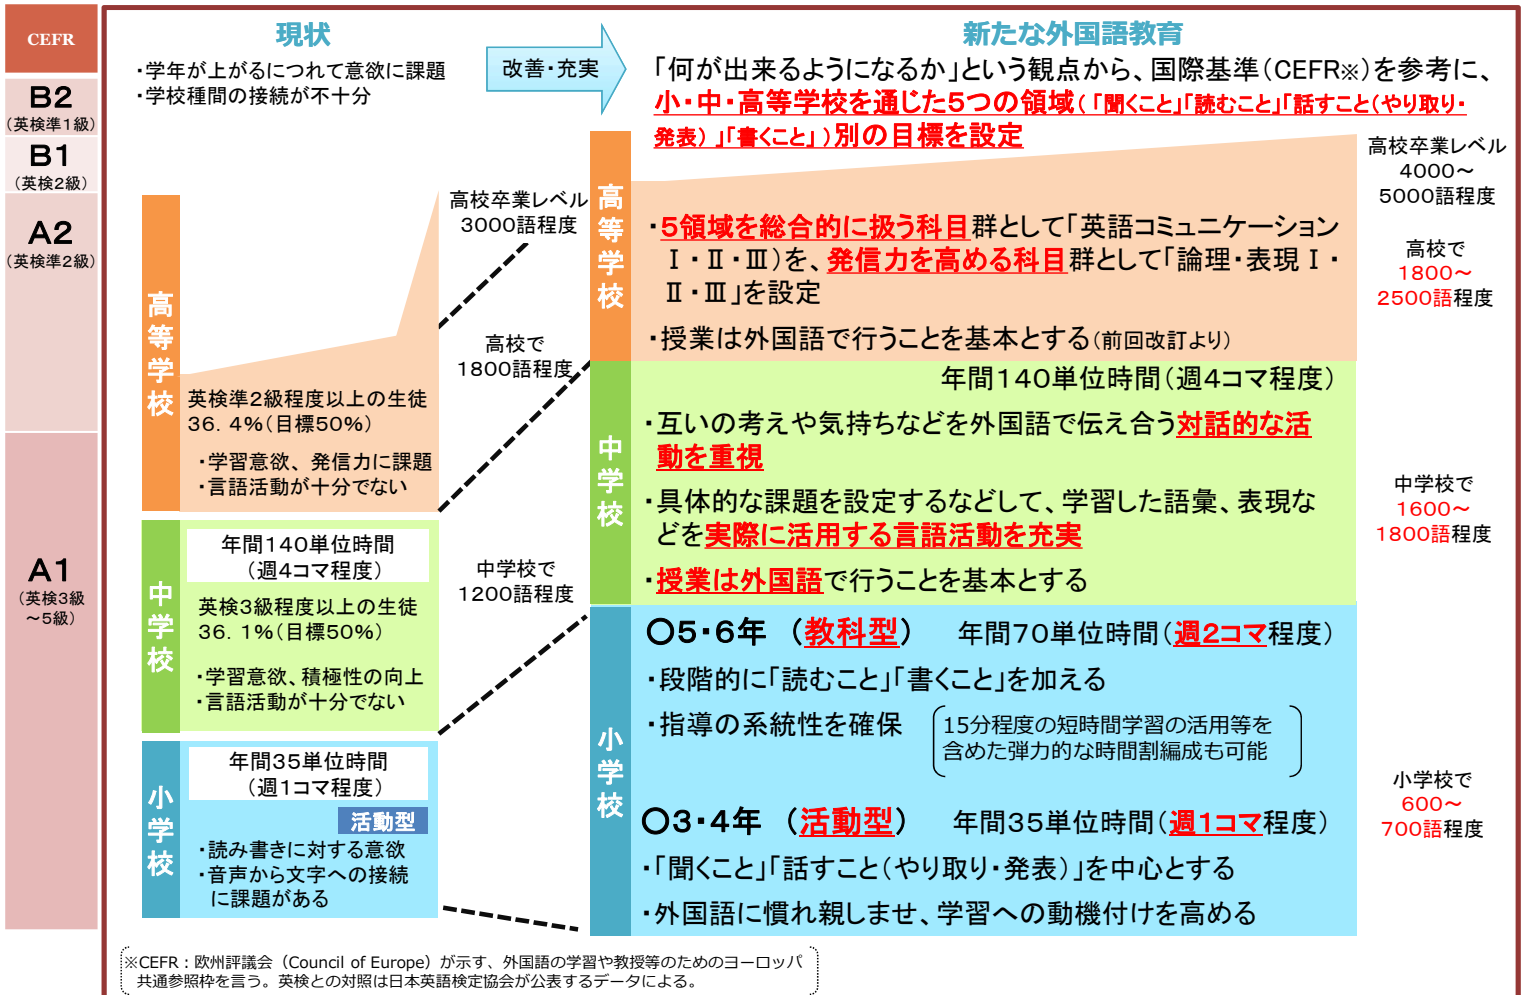 CEFR
B2
(英検準1級)
B1
(英検2級)
A2
(英検準2級)
A1
(英検3級
～5級)
現状
・学年が上がるにつれて意欲に課題
・学校種間の接続が不十分
改善・充実
新たな外国語教育
「何が出来るようになるか」という観点から、国際基準（CEFR※）を参考に、
小・中・高等学校を通じた5つの領域（「聞くこと」「読むこと」「話すこと（やり取り・
発表）」「書くこと」）別の目標を設定
高等学校
英検準2級程度以上の生徒
36．4％（目標50％）
・学習意欲、発信力に課題
・言語活動が十分でない
中学校
年間140単位時間
（週4コマ程度）
英検3級程度以上の生徒
36．1％（目標50％）
・学習意欲、積極性の向上
・言語活動が十分でない
小学校
年間35単位時間
（週1コマ程度）
活動型
・読み書きに対する意欲
・音声から文字への接続
に課題がある
高校卒業レベル
3000語程度
高校で
1800語程度
中学校で
1200語程度
高等学校
・5領域を総合的に扱う科目群として「英語コミュニケーション
Ⅰ・Ⅱ・Ⅲ）を、発信力を高める科目群として「論理・表現Ⅰ・
Ⅱ・Ⅲ」を設定
・授業は外国語で行うことを基本とする（前回改訂より）
中学校
年間140単位時間（週4コマ程度）
・互いの考えや気持ちなどを外国語で伝え合う対話的な活
動を重視
・具体的な課題を設定するなどして、学習した語彙、表現な
どを実際に活用する言語活動を充実
・授業は外国語で行うことを基本とする
小学校
○5・6年　（教科型）　年間70単位時間（週2コマ程度）
・段階的に「読むこと」「書くこと」を加える
・指導の系統性を確保
15分程度の短時間学習の活用等を
含めた弾力的な時間割編成も可能
○3・4年　（活動型）　年間35単位時間（週1コマ程度）
・「聞くこと」「話すこと（やり取り・発表）」を中心とする
・外国語に慣れ親しませ、学習への動機付けを高める
高校卒業レベル
4000～
5000語程度
高校で
1800～
2500語程度
中学校で
1600～
1800語程度
小学校で
600～
700語程度
※CEFR：欧州評議会（Council of Europe）が示す、外国語の学習や教授等のためのヨーロッパ
共通参照枠を言う。英検との対照は日本英語検定協会が公表するデータによる。